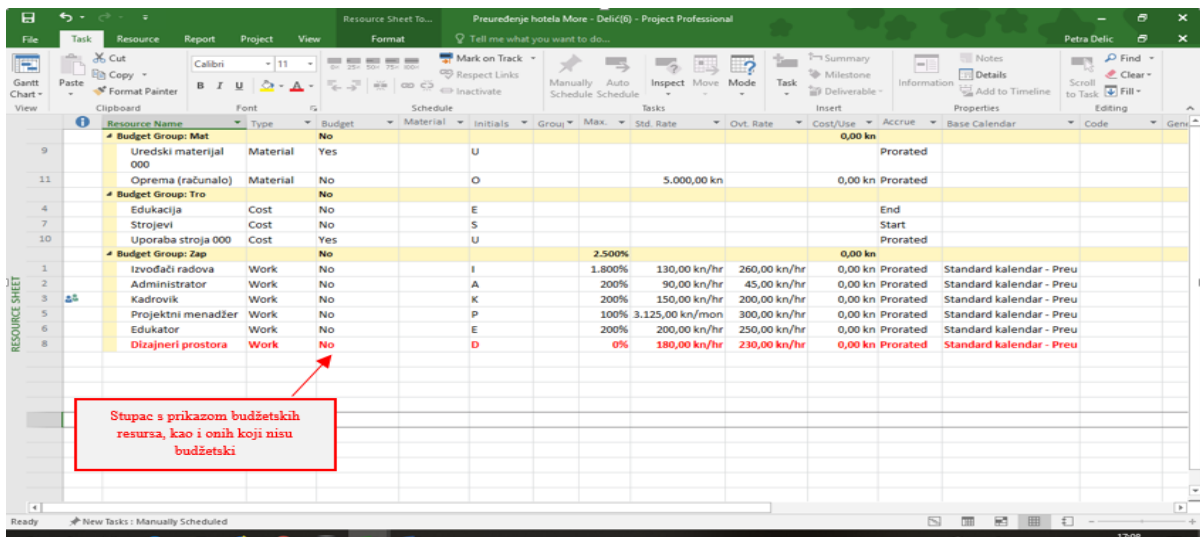 Resource Sheet To... Preuređenje hotela More - Delić(6) - Project Professional
File Task Resource Report Project View Format Tell me what you want to do... Petra Delic
Cut Calibri 11 Mark on Track Summary Notes Find
Gantt Chart Paste Copy Respect Links Manually Schedule Auto Schedule Inspect Move Mode Task Milestone Information Details Scroll to Task Clear
Format Painter B I U A Inactivate Deliverable Add to Timeline Fill
View Clipboard Font Schedule Tasks Insert Properties Editing
Resource Name Type Budget Material Initials Group Max. Std. Rate Ovt. Rate Cost/Use Accrue Base Calendar Code
Budget Group: Mat No 0,00 kn
9 Uredski materijal Material Yes U Prorated
000
11 Oprema (računalo) Material No O 5.000,00 kn 0,00 kn Prorated
Budget Group: Tro No
4 Edukacija Cost No E End
7 Strojevi Cost No S Start
10 Uporaba stroja 000 Cost Yes U Prorated
Budget Group: Zap No 2.500% 0,00 kn
1 Izvođači radova Work No I 1.800% 130,00 kn/hr 260,00 kn/hr 0,00 kn Prorated Standard kalendar - Preu
2 Administrator Work No A 200% 90,00 kn/hr 45,00 kn/hr 0,00 kn Prorated Standard kalendar - Preu
3 Kadrovik Work No K 200% 150,00 kn/hr 200,00 kn/hr 0,00 kn Prorated Standard kalendar - Preu
5 Projektni menadžer Work No P 100% 3.125,00 kn/mon 300,00 kn/hr 0,00 kn Prorated Standard kalendar - Preu
6 Edukator Work No E 200% 200,00 kn/hr 250,00 kn/hr 0,00 kn Prorated Standard kalendar - Preu
8 Dizajneri prostora Work No D 0% 180,00 kn/hr 230,00 kn/hr 0,00 kn Prorated Standard kalendar - Preu
RESOURCE SHEET
Stupac s prikazom budžetskih
resursa, kao i onih koji nisu
budžetski
Ready New Tasks : Manually Scheduled